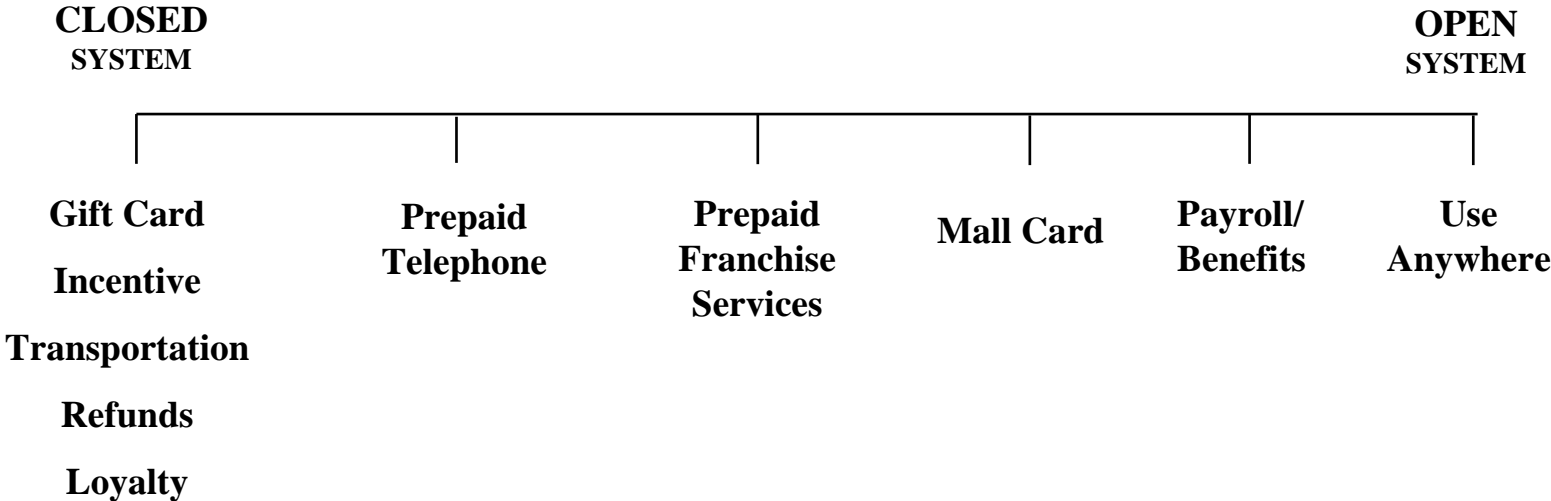 CLOSED
SYSTEM
OPEN
SYSTEM
Gift Card
Incentive
Transportation
Refunds
Loyalty
Prepaid
Telephone
Prepaid
Franchise
Services
Mall Card
Payroll/
Benefits
Use
Anywhere